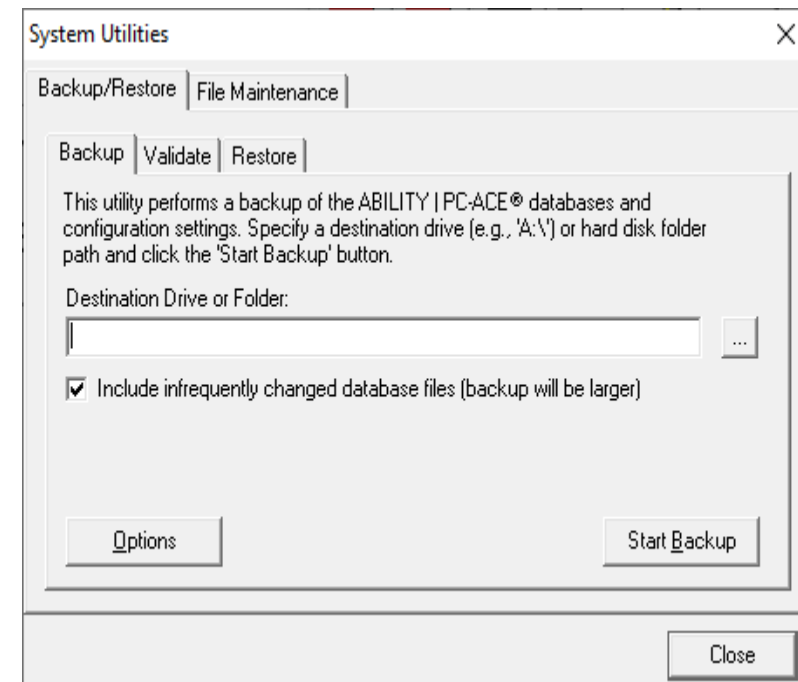 System Utilities
Backup/Restore File Maintenance
Backup Validate Restore
This utility performs a backup of the ABILITY | PC-ACE® databases and
configuration settings. Specify a destination drive (e.g., 'A:\') or hard disk folder
path and click the 'Start Backup' button.
Destination Drive or Folder:
...
Include infrequently changed database files (backup will be larger)
Options Start Backup
Close